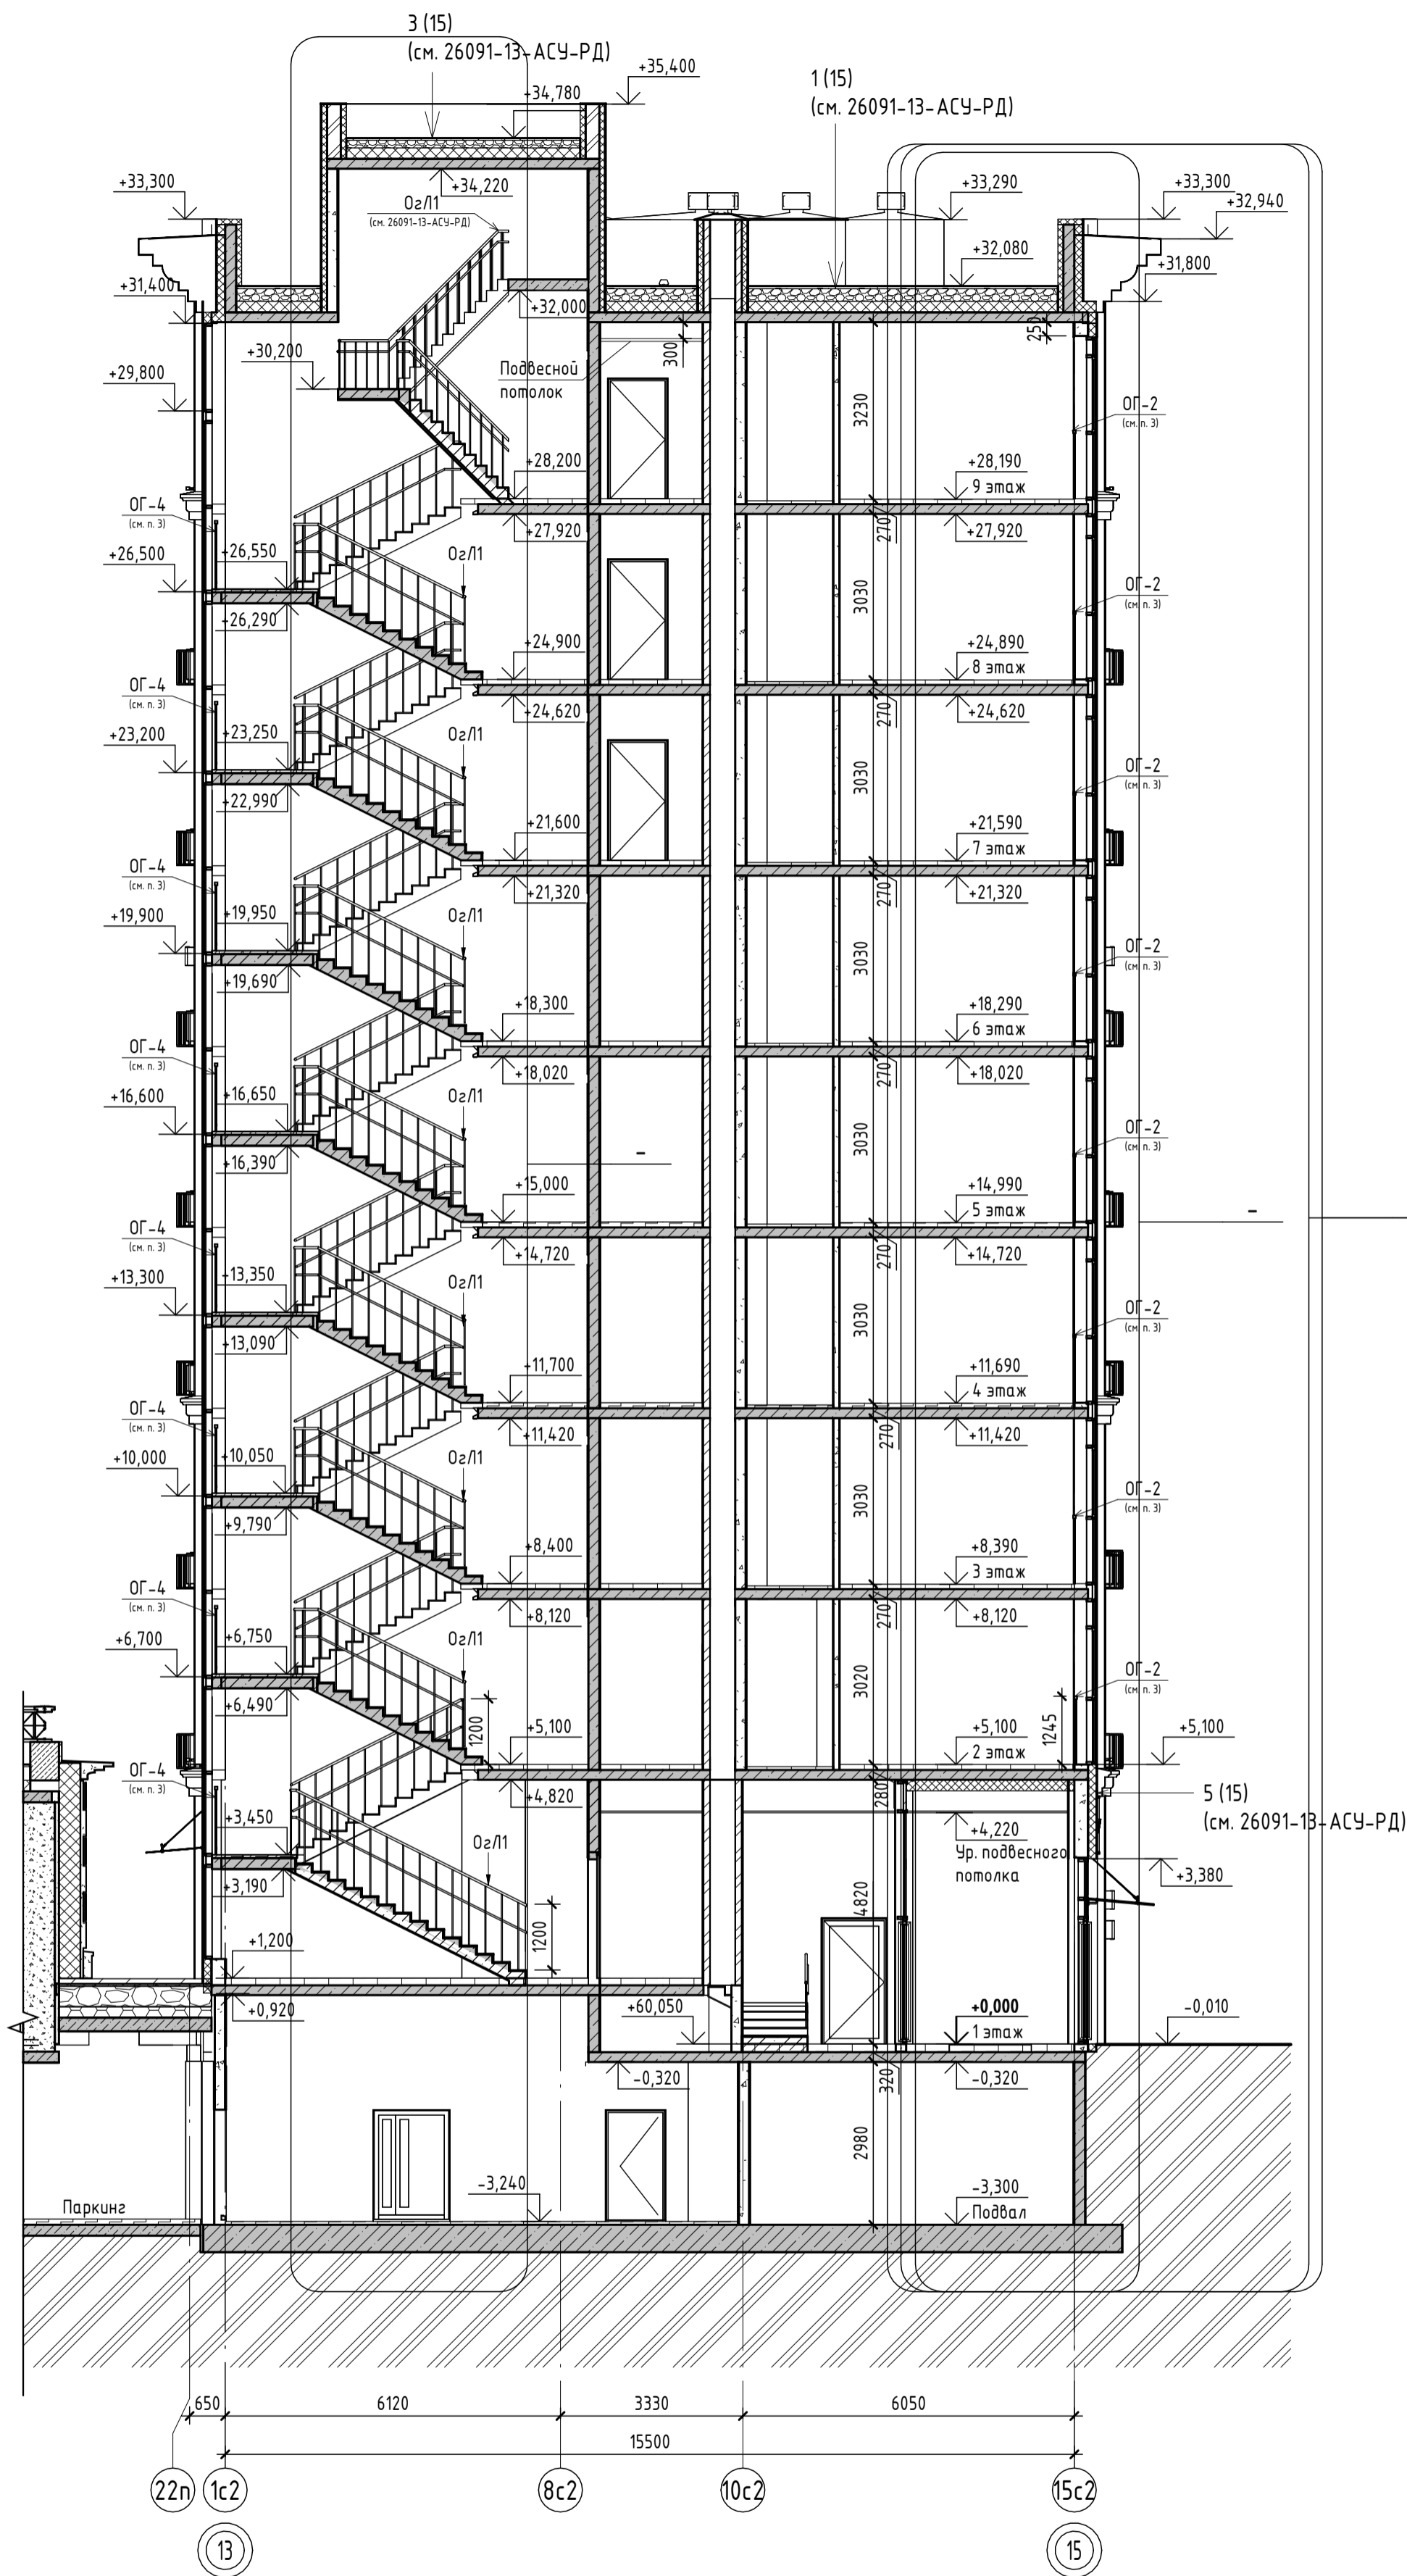 3 (15)
(см. 26091-13-АСУ-РД)
1 (15)
(см. 26091-13-АСУ-РД)
+35,400
+34,780
+34,220
ОгЛ1
(см. 26091-13-АСУ-РД)
+33,300
+33,290
+33,300
+32,940
+32,080
+31,800
+31,400
+32,000
250
300
+30,200
Подвесной
потолок
+29,800
3230
ОГ-2
(см. п. 3)
+28,200
+28,190
9 этаж
ОГ-4
(см. п. 3)
+27,920
270
+27,920
+26,550
+26,500
ОгЛ1
3030
ОГ-2
(см. п. 3)
+26,290
+24,900
+24,890
8 этаж
ОГ-4
(см. п. 3)
+24,620
270
+24,620
+23,250
+23,200
ОгЛ1
3030
ОГ-2
(см. п. 3)
+22,990
+21,600
+21,590
7 этаж
ОГ-4
(см. п. 3)
+21,320
270
+21,320
+19,950
+19,900
ОгЛ1
3030
ОГ-2
(см. п. 3)
+19,690
+18,300
+18,290
6 этаж
ОГ-4
(см. п. 3)
+18,020
270
+18,020
+16,650
+16,600
ОгЛ1
3030
ОГ-2
(см. п. 3)
+16,390
-
+15,000
+14,990
5 этаж
-
ОГ-4
(см. п. 3)
+14,720
270
+14,720
+13,350
+13,300
ОгЛ1
3030
ОГ-2
(см. п. 3)
+13,090
+11,700
+11,690
4 этаж
ОГ-4
(см. п. 3)
+11,420
270
+11,420
+10,050
+10,000
ОгЛ1
3030
ОГ-2
(см. п. 3)
+9,790
+8,400
+8,390
3 этаж
ОГ-4
(см. п. 3)
+8,120
270
+8,120
+6,750
+6,700
ОгЛ1
3020
ОГ-2
(см. п. 3)
+6,490
1200
1245
+5,100
+5,100
2 этаж
+5,100
ОГ-4
(см. п. 3)
+4,820
280
5 (15)
(см. 26091-13-АСУ-РД)
+3,450
ОгЛ1
+4,220
Ур. подвесного
потолка
+3,380
+3,190
4820
1200
+1,200
+0,920
+60,050
+0,000
1 этаж
-0,010
-0,320
320
-0,320
2980
-3,240
-3,300
Подвал
Паркинг
650
6120
3330
6050
15500
22п
1с2
8с2
10с2
15с2
13
15